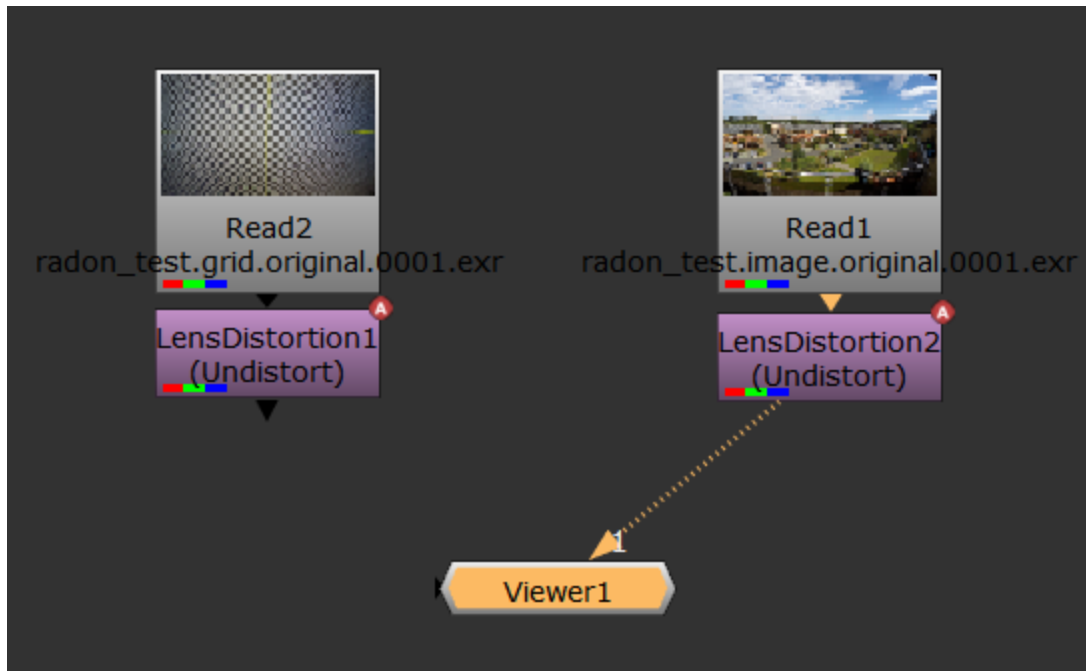 Read2
radon_test.grid.original.0001.exr
A
LensDistortion1
(Undistort)
Read1
radon_test.image.original.0001.exr
A
LensDistortion2
(Undistort)
1
Viewer1